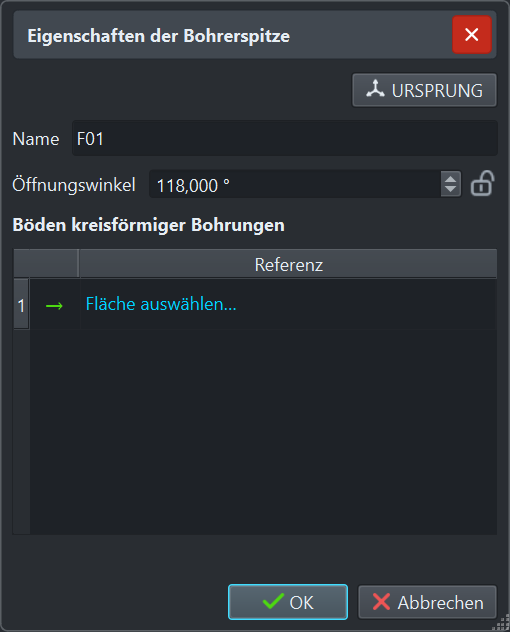 Eigenschaften der Bohrerspitze
URSPRUNG
Name F01
Öffnungswinkel 118,000 °
Böden kreisförmiger Bohrungen
Referenz
1 → Fläche auswählen...
OK Abbrechen